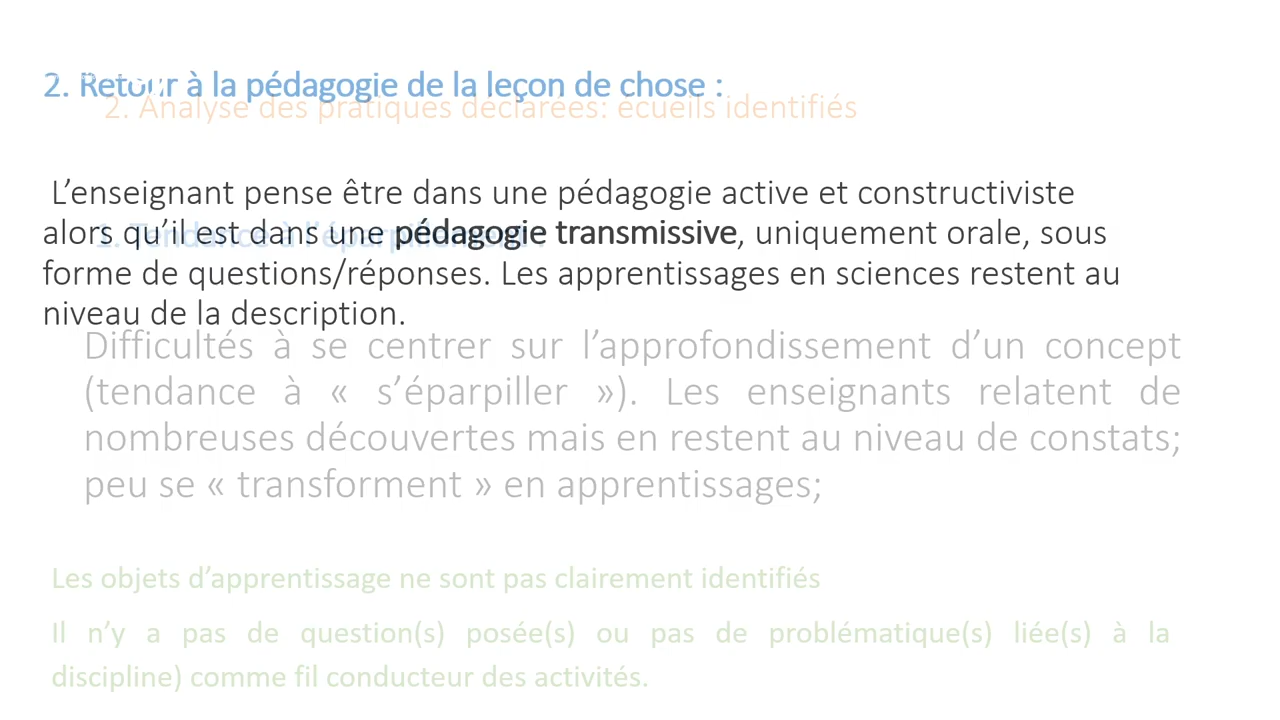 2. Retour à la pédagogie de la leçon de chose :
2. Analyse des pratiques déclarées: écueils identifiés
L’enseignant pense être dans une pédagogie active et constructiviste
alors qu’il est dans une pédagogie transmissive, uniquement orale, sous
forme de questions/réponses. Les apprentissages en sciences restent au
niveau de la description.
1. Tendance à l’éparpillement :
Difficultés à se centrer sur l’approfondissement d’un concept
(tendance à « s’éparpiller »). Les enseignants relatent de
nombreuses découvertes mais en restent au niveau de constats;
peu se « transforment » en apprentissages;
Les objets d’apprentissage ne sont pas clairement identifiés
Il n’y a pas de question(s) posée(s) ou pas de problématique(s) liée(s) à la
discipline) comme fil conducteur des activités.